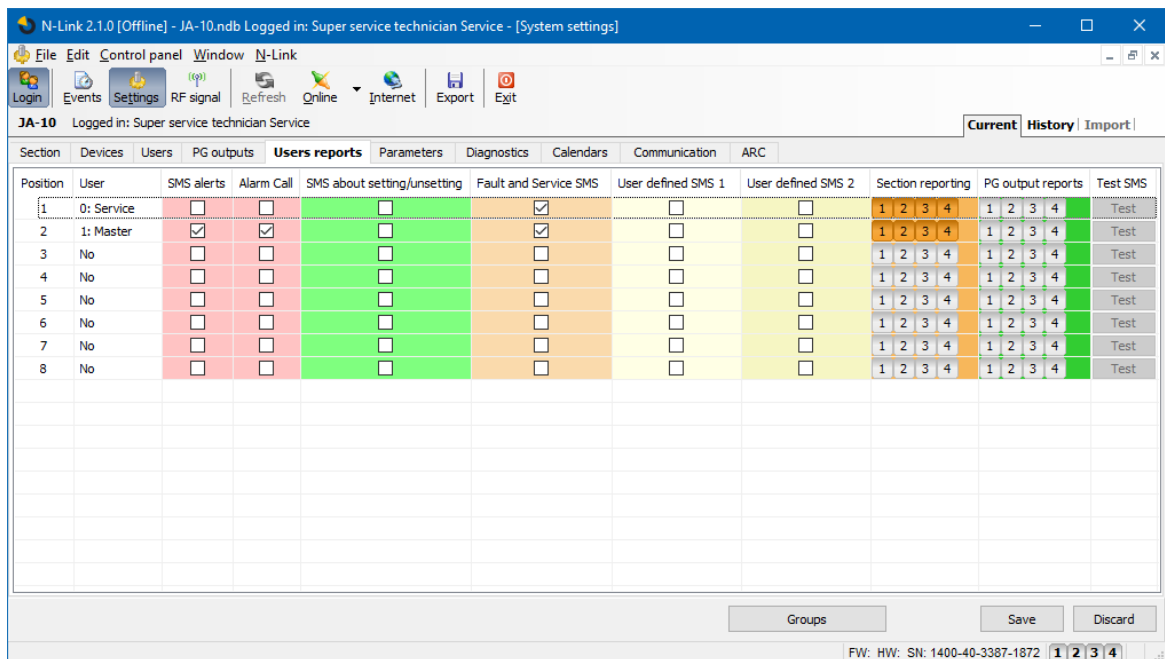 N-Link 2.1.0 [Offline] - JA-10.ndb Logged in: Super service technician Service - [System settings]
File Edit Control panel Window N-Link
Login Events Settings RF signal Refresh Online Internet Export Exit
JA-10 Logged in: Super service technician Service Current History Import
Section Devices Users PG outputs Users reports Parameters Diagnostics Calendars Communication ARC
Position User SMS alerts Alarm Call SMS about setting/unsetting Fault and Service SMS User defined SMS 1 User defined SMS 2 Section reporting PG output reports Test SMS
1 0: Service 1 2 3 4 1 2 3 4 Test
2 1: Master 1 2 3 4 1 2 3 4 Test
3 No 1 2 3 4 1 2 3 4 Test
4 No 1 2 3 4 1 2 3 4 Test
5 No 1 2 3 4 1 2 3 4 Test
6 No 1 2 3 4 1 2 3 4 Test
7 No 1 2 3 4 1 2 3 4 Test
8 No 1 2 3 4 1 2 3 4 Test
Groups Save Discard
FW: HW: SN: 1400-40-3387-1872 1 2 3 4